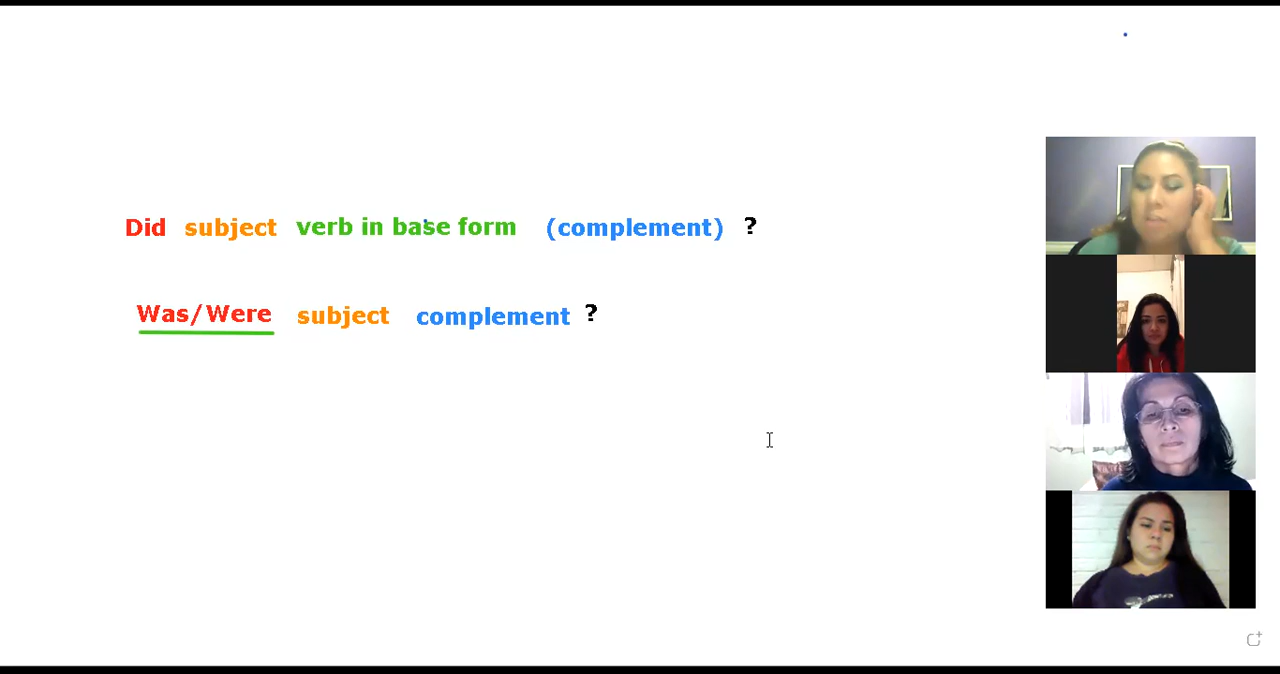 Did subject verb in base form (complement) ?
Was/Were subject complement ?